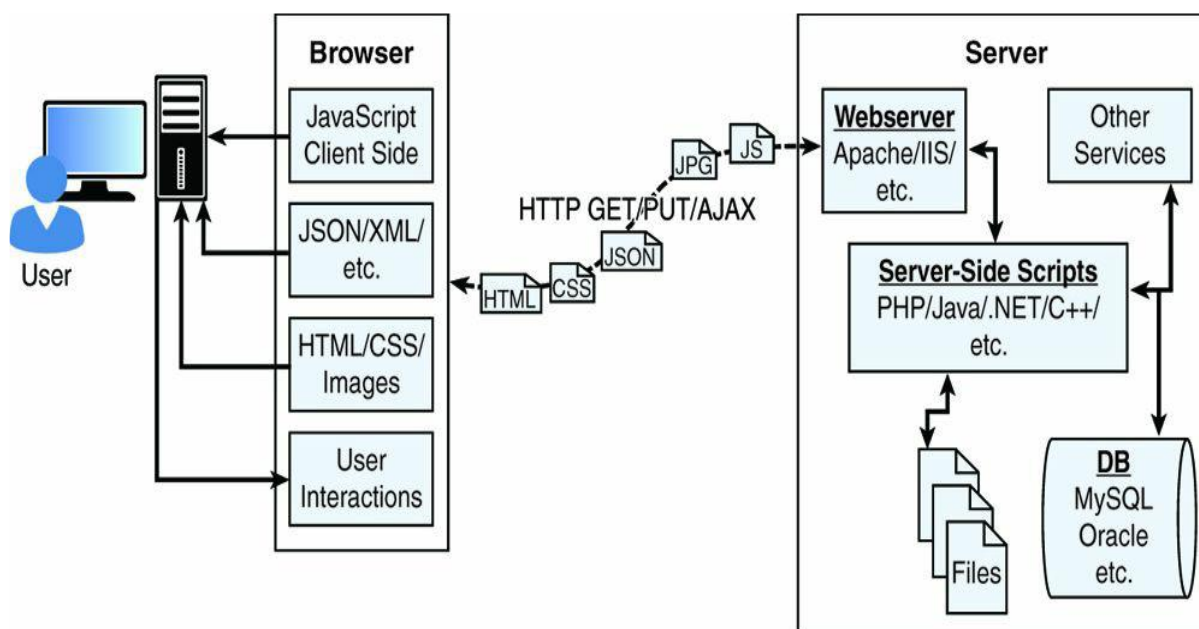 User
Browser
JavaScript
Client Side
JSON/XML/
etc.
HTML/CSS/
Images
User
Interactions
HTTP GET/PUT/AJAX
HTML
CSS
JSON
JPG
JS
Server
Webserver
Apache/IIS/
etc.
Other
Services
Server-Side Scripts
PHP/Java/.NET/C++/
etc.
Files
DB
MySQL
Oracle
etc.